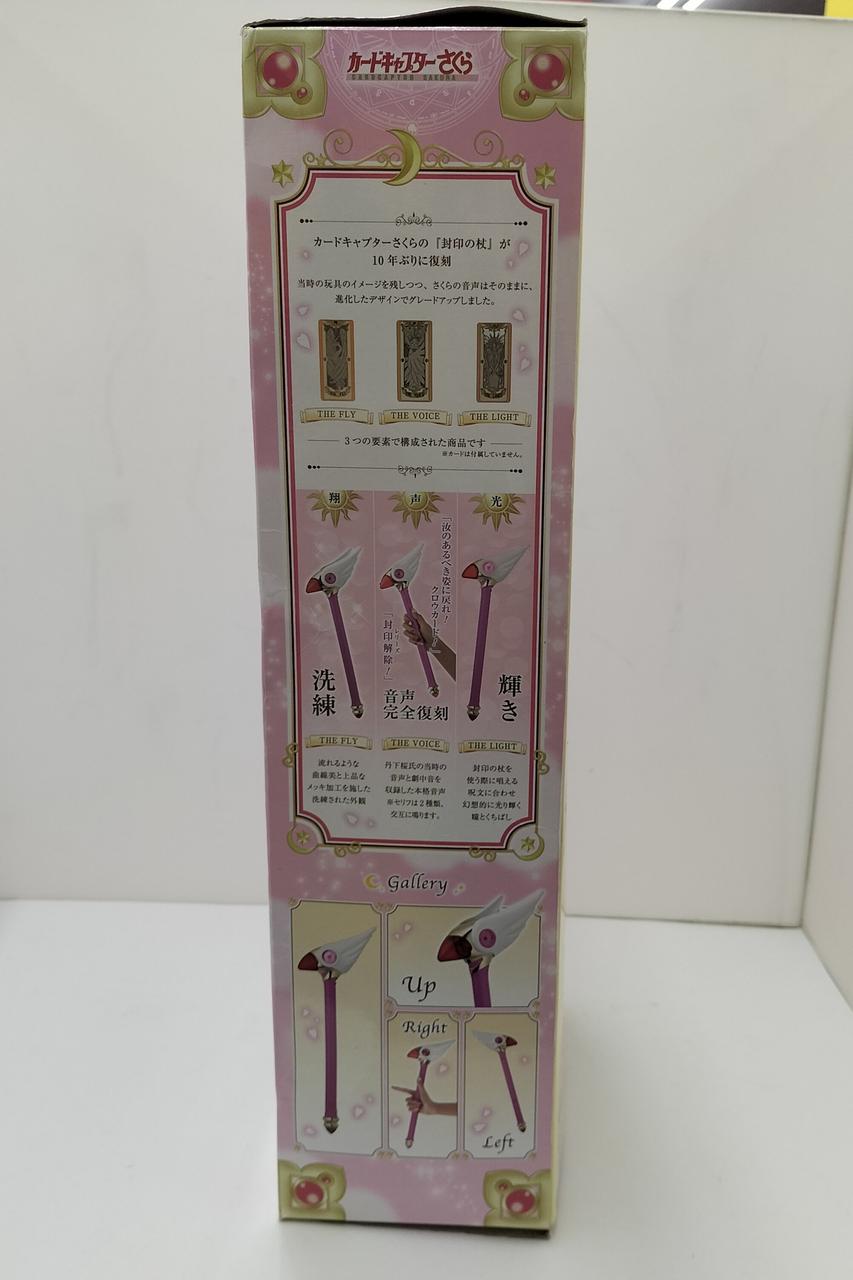 カードキャプターさくら
CARDCAPTOR SAKURA
カードキャプターさくらの『封印の杖』が
10年ぶりに復刻
当時の玩具のイメージを残しつつ、さくらの音声はそのままに、
進化したデザインでグレードアップしました。
THE FLY
THE VOICE
THE LIGHT
3つの要素で構成された商品です
※カードは付属していません。
翔
声
光
洗練
「汝のあるべき姿に戻れ!
クロウカード!」
レリーズ
「封印解除!」
音声
完全復刻
輝き
THE FLY
流れるような
曲線美と上品な
メッキ加工を施した
洗練された外観
THE VOICE
丹下桜氏の当時の
音声と劇中音を
収録した本格音声
※セリフは2種類、
交互に鳴ります。
THE LIGHT
封印の杖を
使う際に唱える
呪文に合わせ
幻想的に光り輝く
瞳とくちばし
Gallery
Up
Right
Left